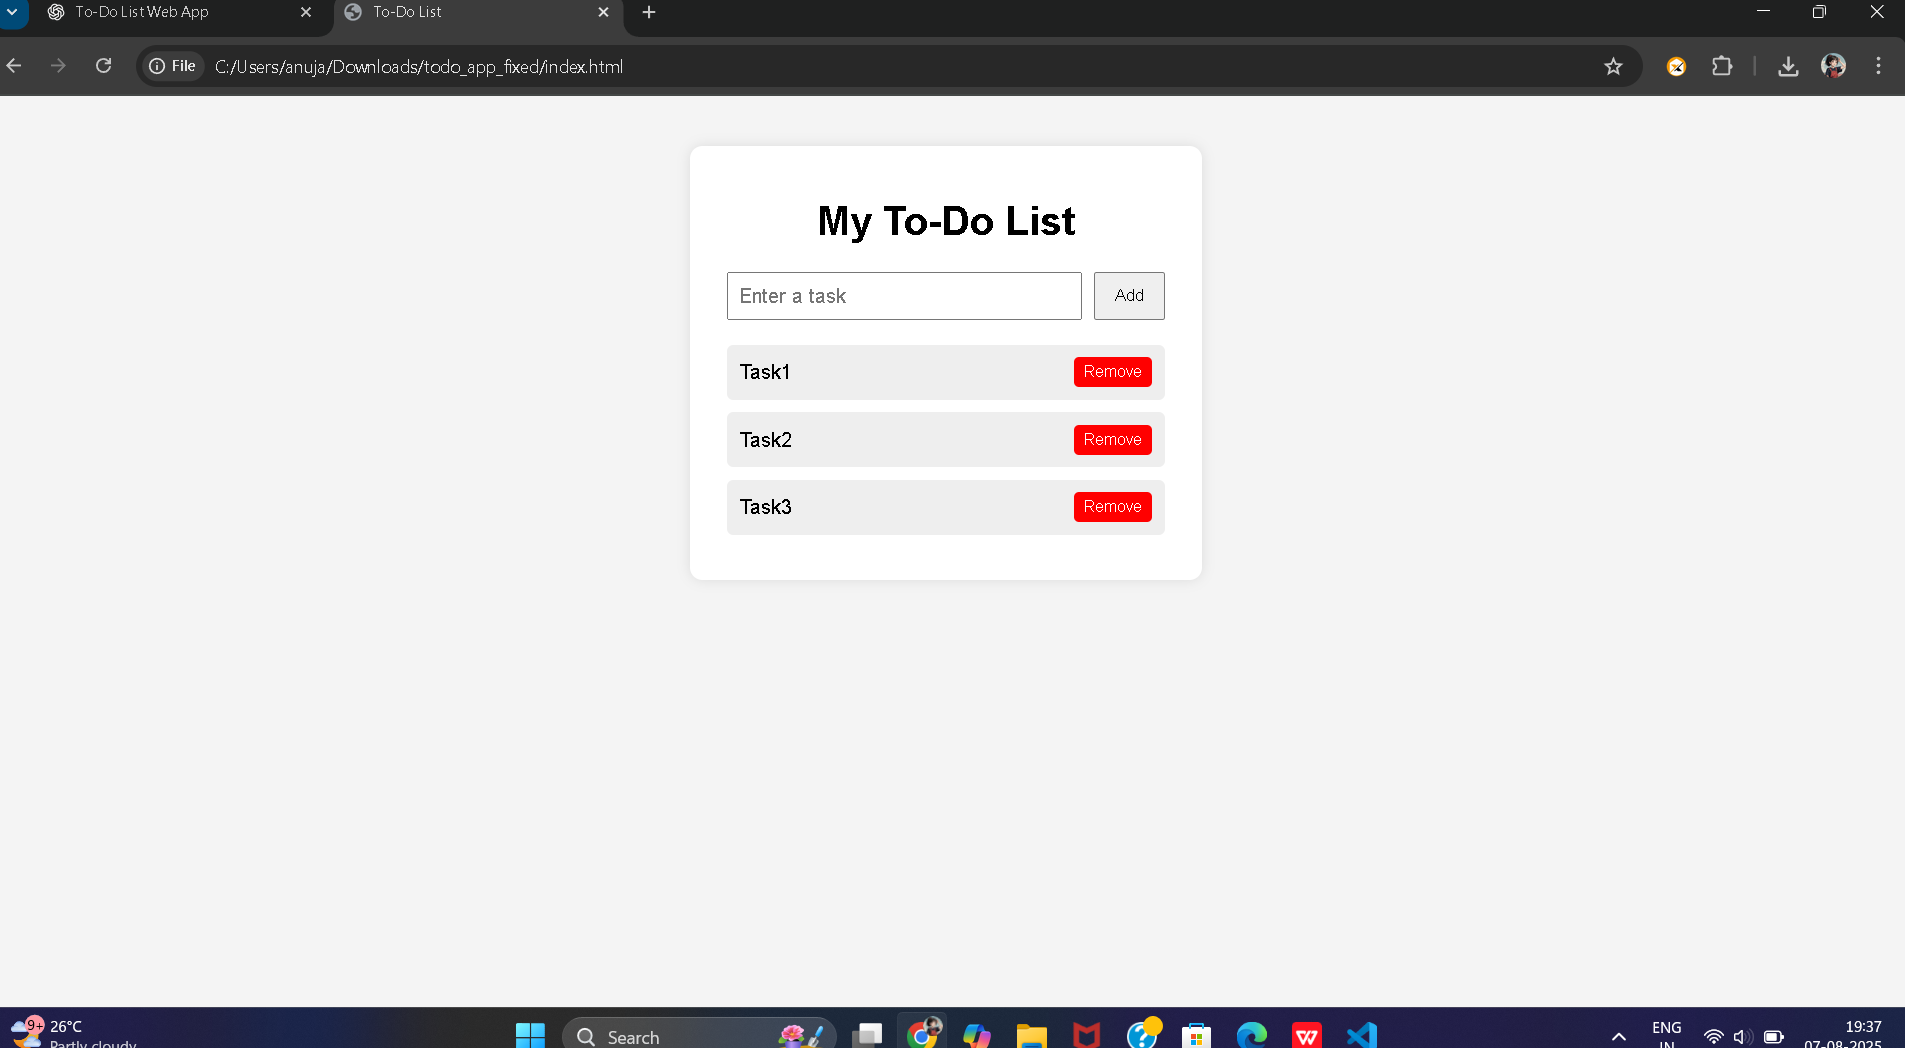 To-Do List Web App
To-Do List
File
C:/Users/anuja/Downloads/todo_app_fixed/index.html
My To-Do List
Enter a task
Add
Task1
Remove
Task2
Remove
Task3
Remove
9+
26°C
Partly cloudy
Search
ENG
IN
19:37
07-08-2025